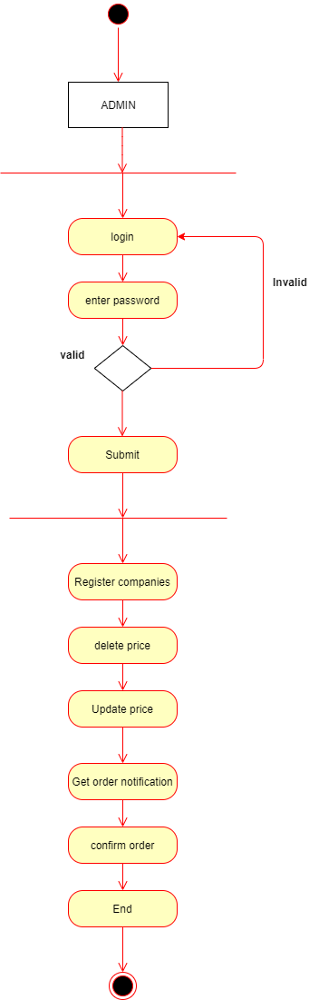 ADMIN
login
Invalid
enter password
valid
Submit
Register companies
delete price
Update price
Get order notification
confirm order
End